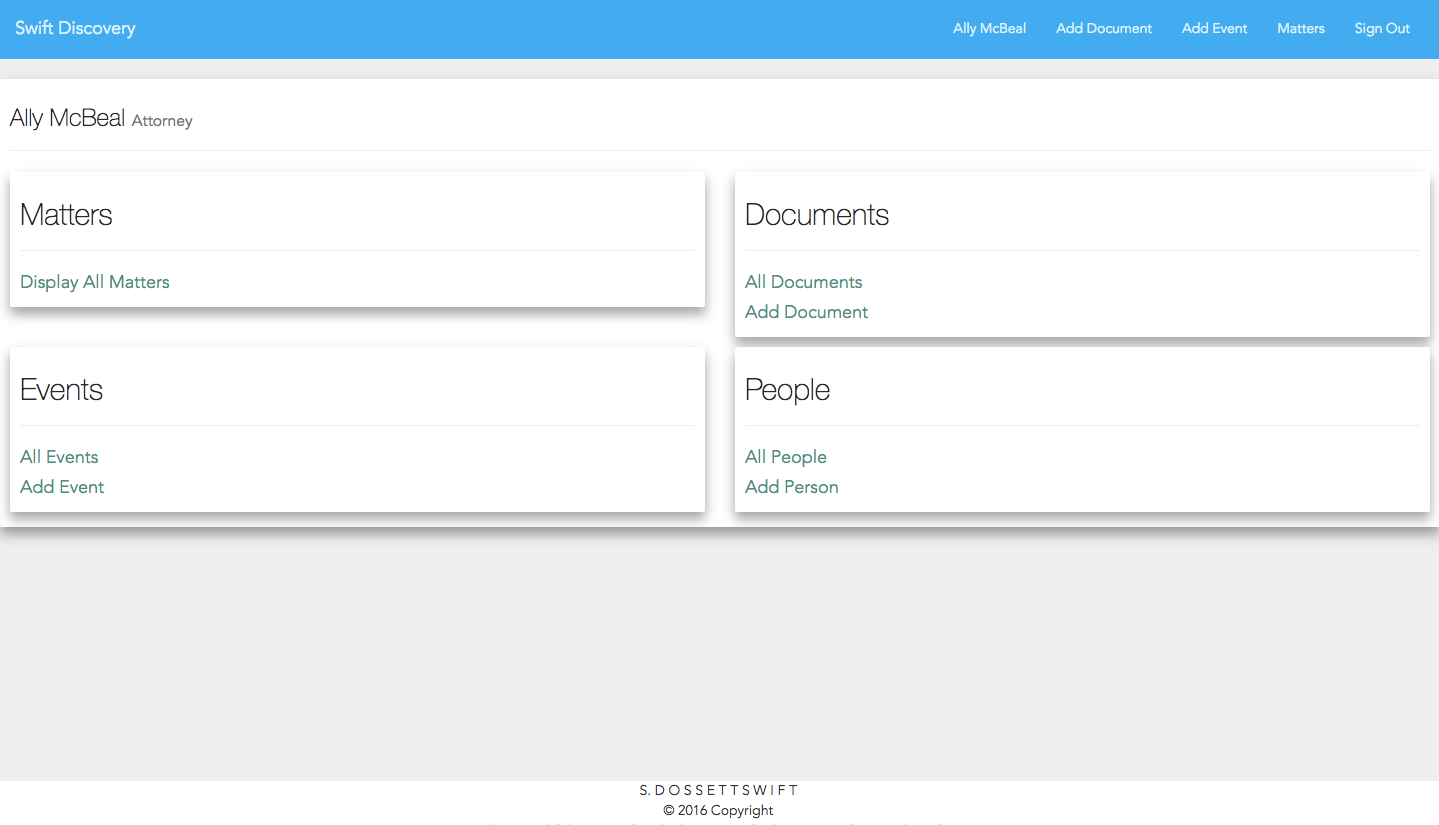 Swift Discovery Ally McBeal Add Document Add Event Matters Sign Out
Ally McBeal Attorney
Matters
Display All Matters
Documents
All Documents
Add Document
Events
All Events
Add Event
People
All People
Add Person
S. D O S S E T T S W I F T
© 2016 Copyright